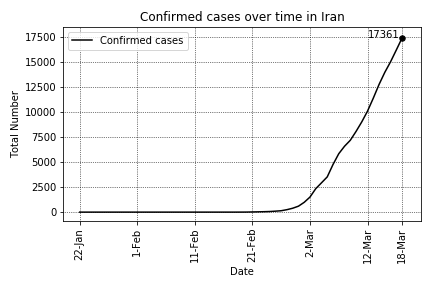 Confirmed cases over time in Iran
Confirmed cases
17361
17500
15000
12500
10000
7500
5000
2500
0
Total Number
22-Jan
1-Feb
11-Feb
21-Feb
2-Mar
12-Mar
18-Mar
Date